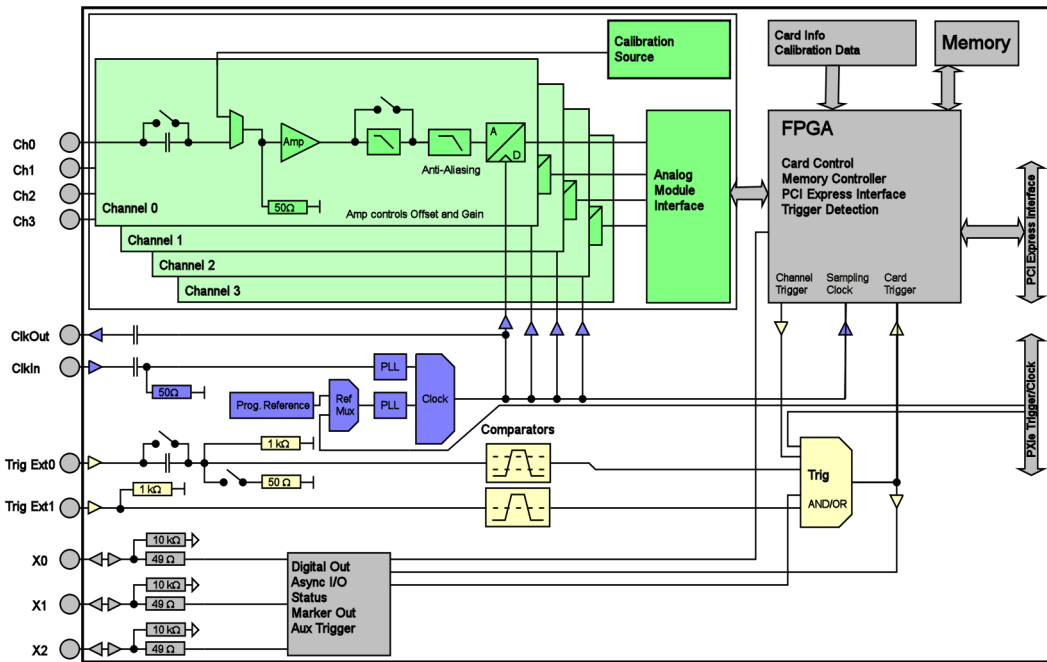 Calibration
Source
Card Info
Calibration Data
Memory
Ch0
Ch1
Ch2
Ch3
Amp
A
D
Anti-Aliasing
50Ω
Amp controls Offset and Gain
Channel 0
Channel 1
Channel 2
Channel 3
Analog
Module
Interface
FPGA
Card Control
Memory Controller
PCI Express Interface
Trigger Detection
Channel
Trigger
Sampling
Clock
Card
Trigger
PCI Express Interface
PXIe Trigger/Clock
ClkOut
ClkIn
50Ω
PLL
Prog. Reference
Ref
Mux
PLL
Clock
Comparators
Trig Ext0
1 kΩ
50 Ω
Trig Ext1
1 kΩ
Trig
AND/OR
X0
10 kΩ
49 Ω
X1
10 kΩ
49 Ω
X2
10 kΩ
49 Ω
Digital Out
Async I/O
Status
Marker Out
Aux Trigger